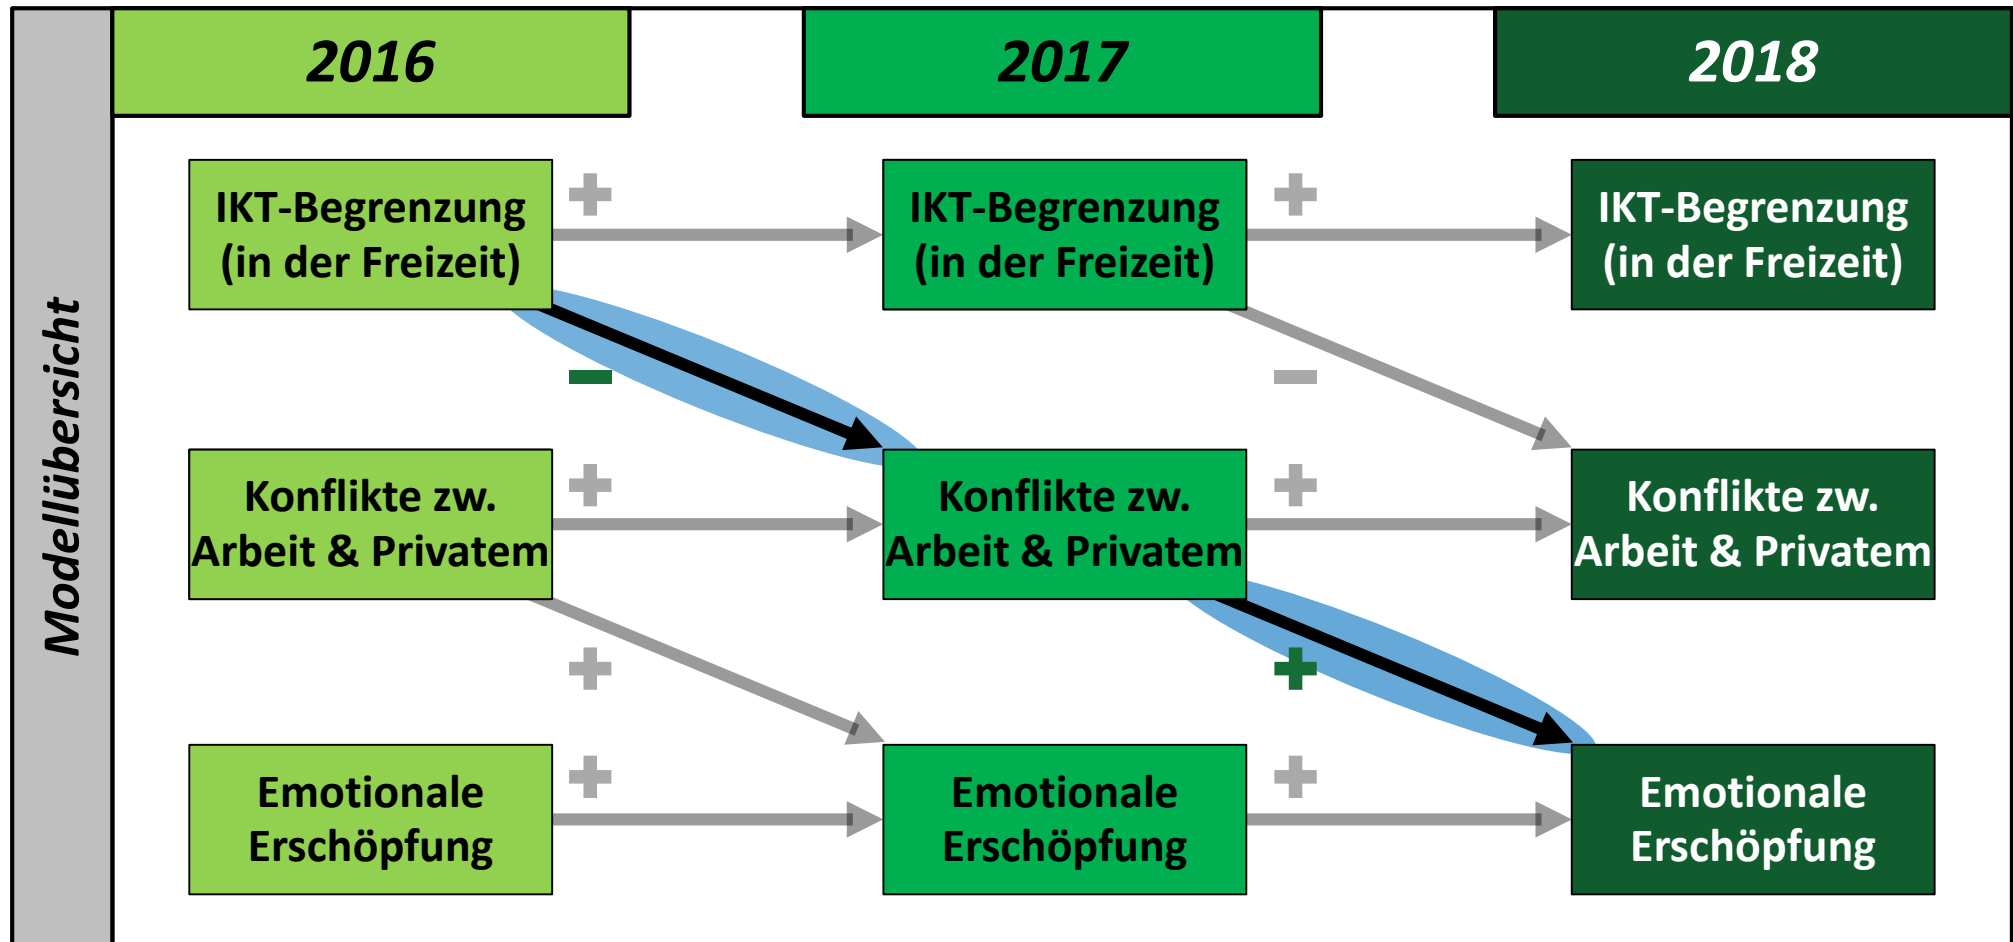 Modellübersicht
2016
2017
2018
IKT-Begrenzung
(in der Freizeit)
+
IKT-Begrenzung
(in der Freizeit)
+
IKT-Begrenzung
(in der Freizeit)
−
−
Konflikte zw.
Arbeit & Privatem
+
Konflikte zw.
Arbeit & Privatem
+
Konflikte zw.
Arbeit & Privatem
+
+
Emotionale
Erschöpfung
+
Emotionale
Erschöpfung
+
Emotionale
Erschöpfung